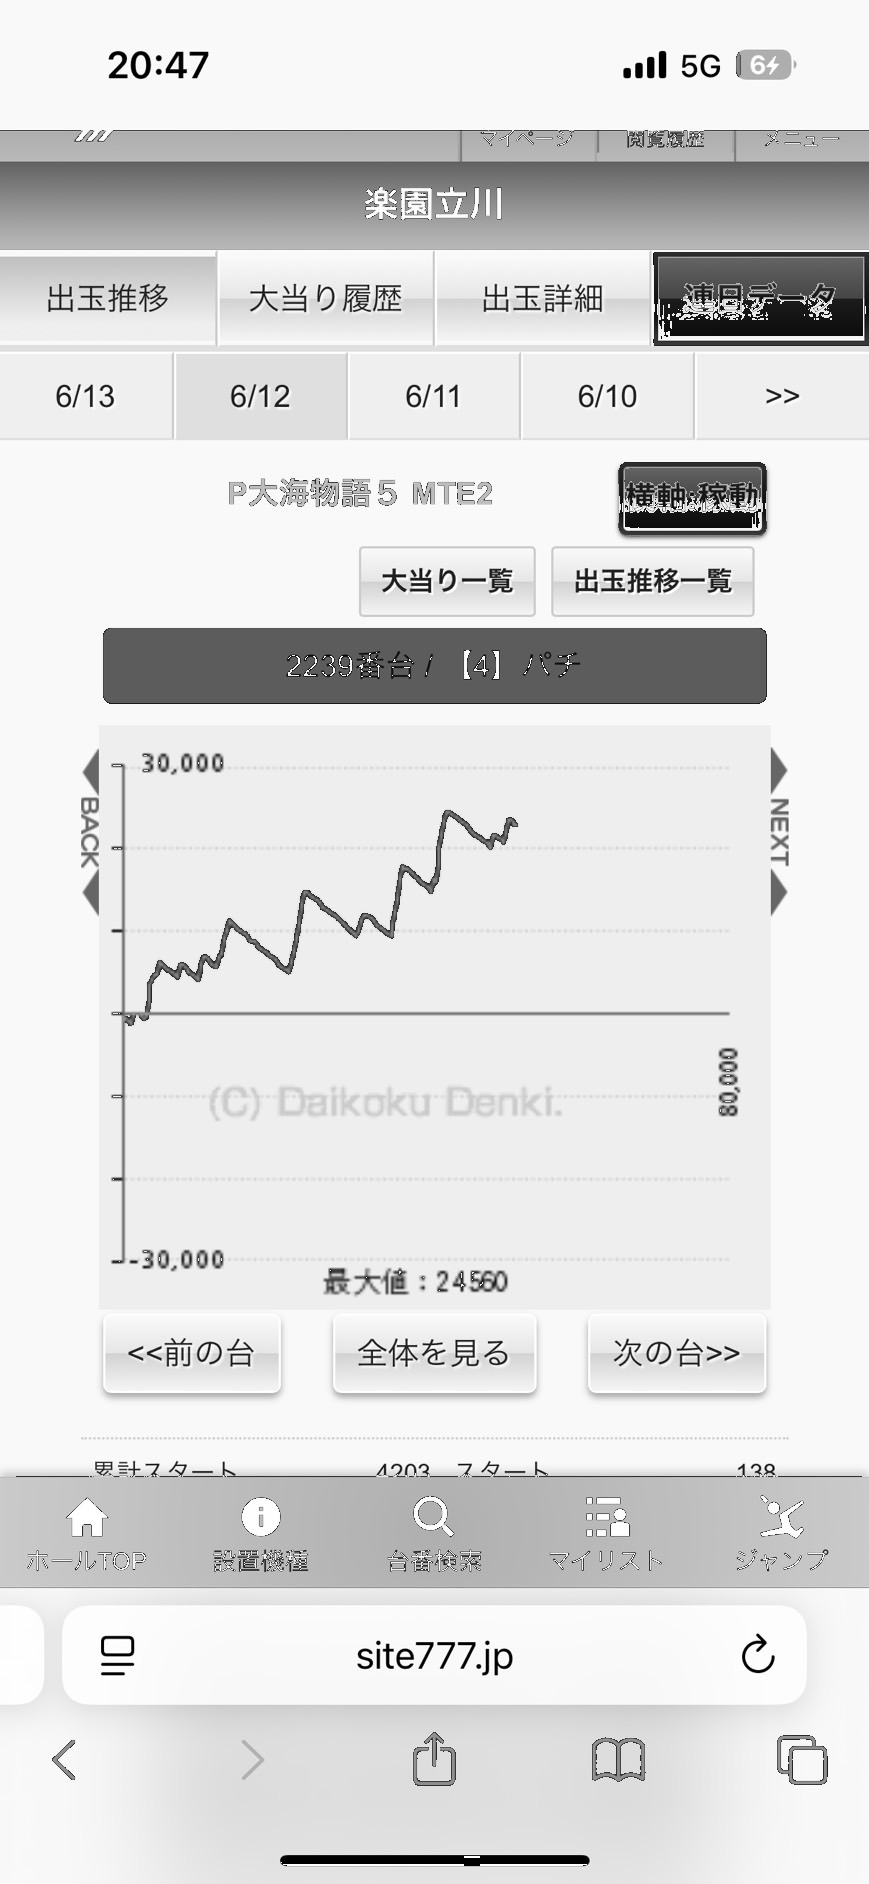 20:47 5G 6
マイページ 閲覧履歴 メニュー
楽園立川
出玉推移 大当り履歴 出玉詳細 連日データ
6/13 6/12 6/11 6/10 >>
P大海物語5 MTE2 横軸:稼動
大当り一覧 出玉推移一覧
2239番台 / 【4】パチ
30,000
BACK
NEXT
80,000
(C) Daikoku Denki.
-30,000
最大値:24560
<<前の台 全体を見る 次の台>>
累計スタート 4203 スタート 138
ホールTOP 設置機種 台番検索 マイリスト ジャンプ
site777.jp